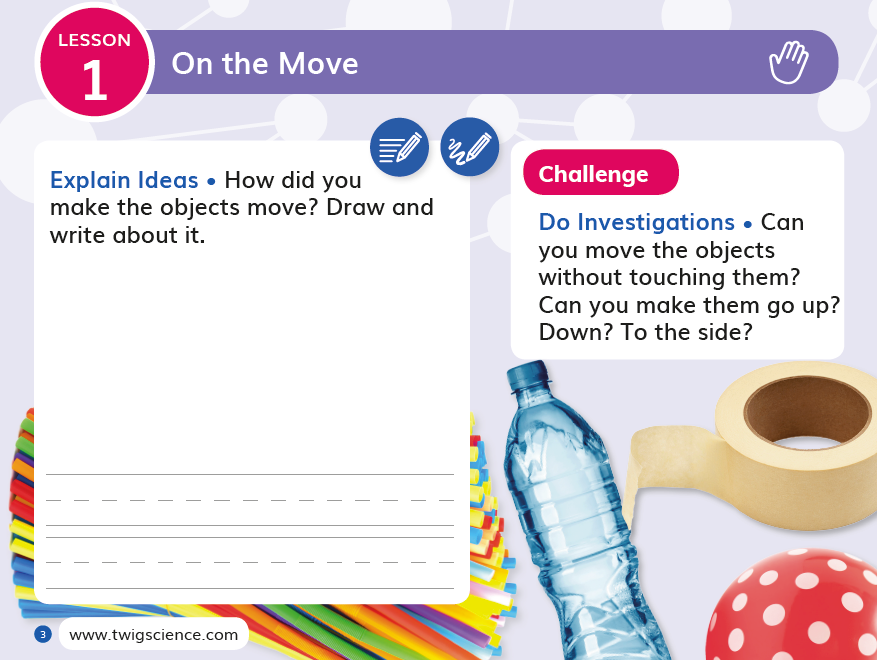 LESSON
1
On the Move
Explain Ideas • How did you
make the objects move? Draw and
write about it.
Challenge
Do Investigations • Can
you move the objects
without touching them?
Can you make them go up?
Down? To the side?
3
www.twigscience.com